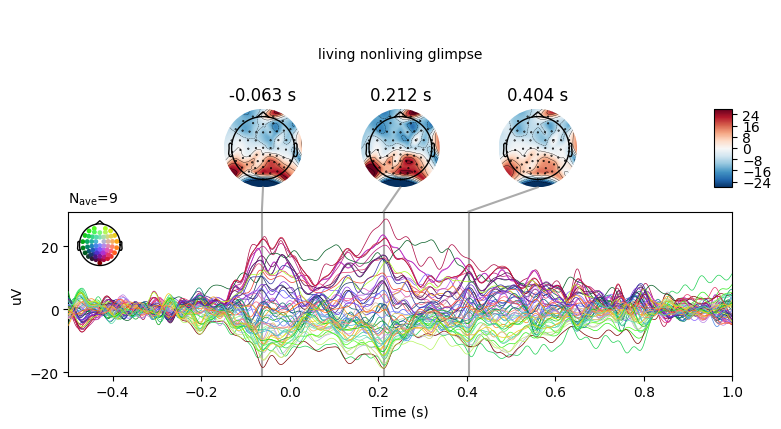 living nonliving glimpse
-0.063 s 0.212 s 0.404 s
24
16
8
0
−8
−16
−24
Nave=9
20
0
−20
uV
−0.4 −0.2 0.0 0.2 0.4 0.6 0.8 1.0
Time (s)